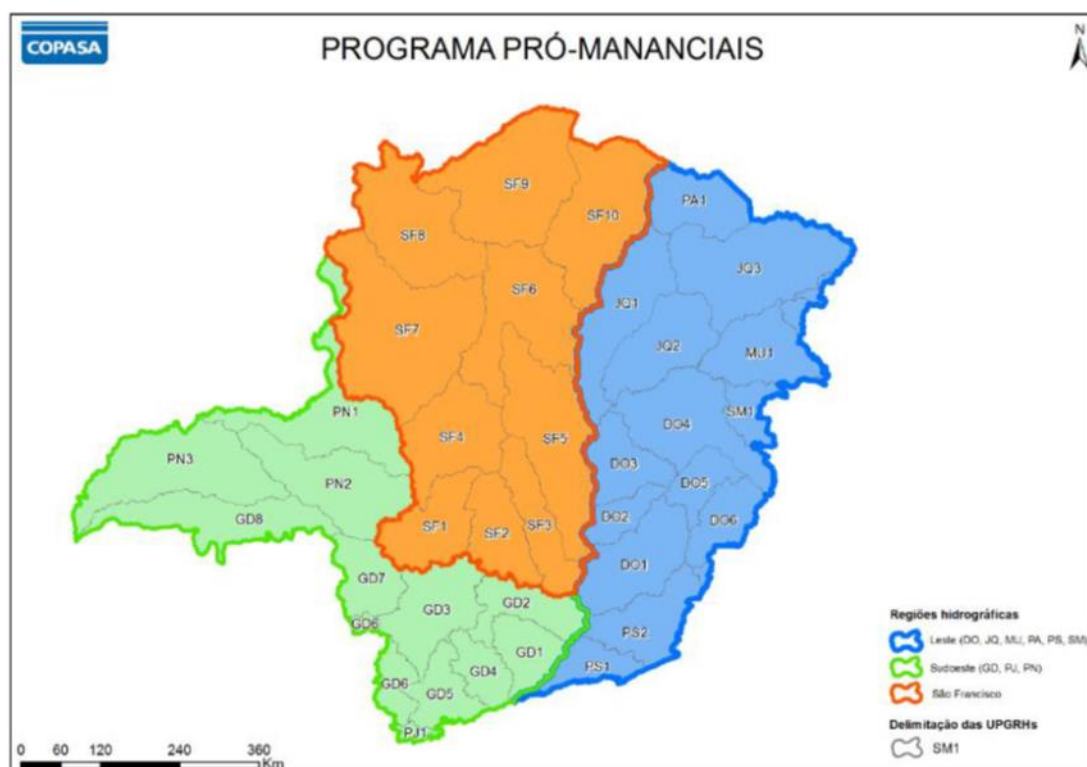 COPASA
PROGRAMA PRÓ-MANANCIAIS
N
SF9
PA1
SF10
SF8
JQ3
SF6
JQ1
SF7
JQ2
MU1
PN1
SM1
DO4
SF4
SF5
PN3
DO3
PN2
DO5
GD8
DO2
DO6
SF1
SF2
SF3
DO1
GD7
GD3
GD2
GD6
PS2
GD1
PS1
GD4
GD6
GD5
PJ1
Regiões hidrográficas
Leste (DO, JQ, MU, PA, PS, SM)
Sudoeste (GD, PJ, PN)
São Francisco
Delimitação das UPGRHs
SM1
0 60 120 240 360
Km